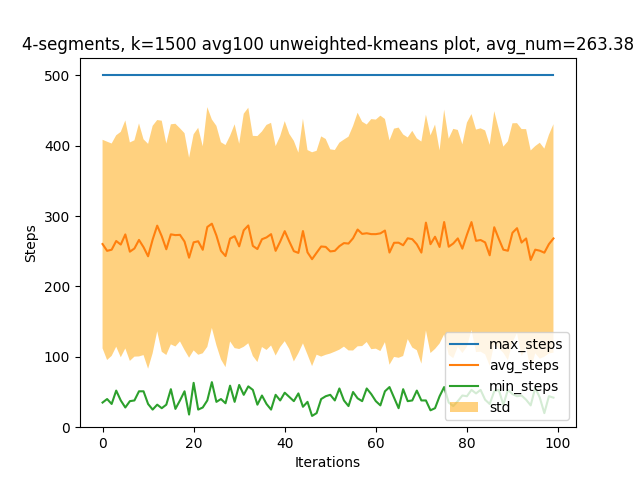 4-segments, k=1500 avg100 unweighted-kmeans plot, avg_num=263.38
500
400
300
200
100
0
Steps
max_steps
avg_steps
min_steps
std
0
20
40
60
80
100
Iterations